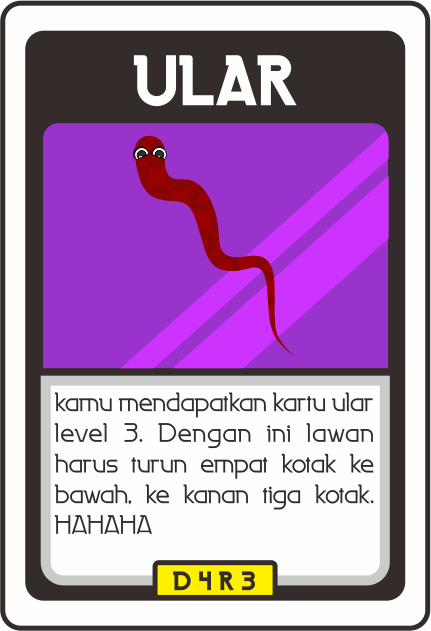 ULAR
kamu mendapatkan kartu ular
level 3. Dengan ini lawan
harus turun empat kotak ke
bawah, ke kanan tiga kotak.
HAHAHA
D4R3